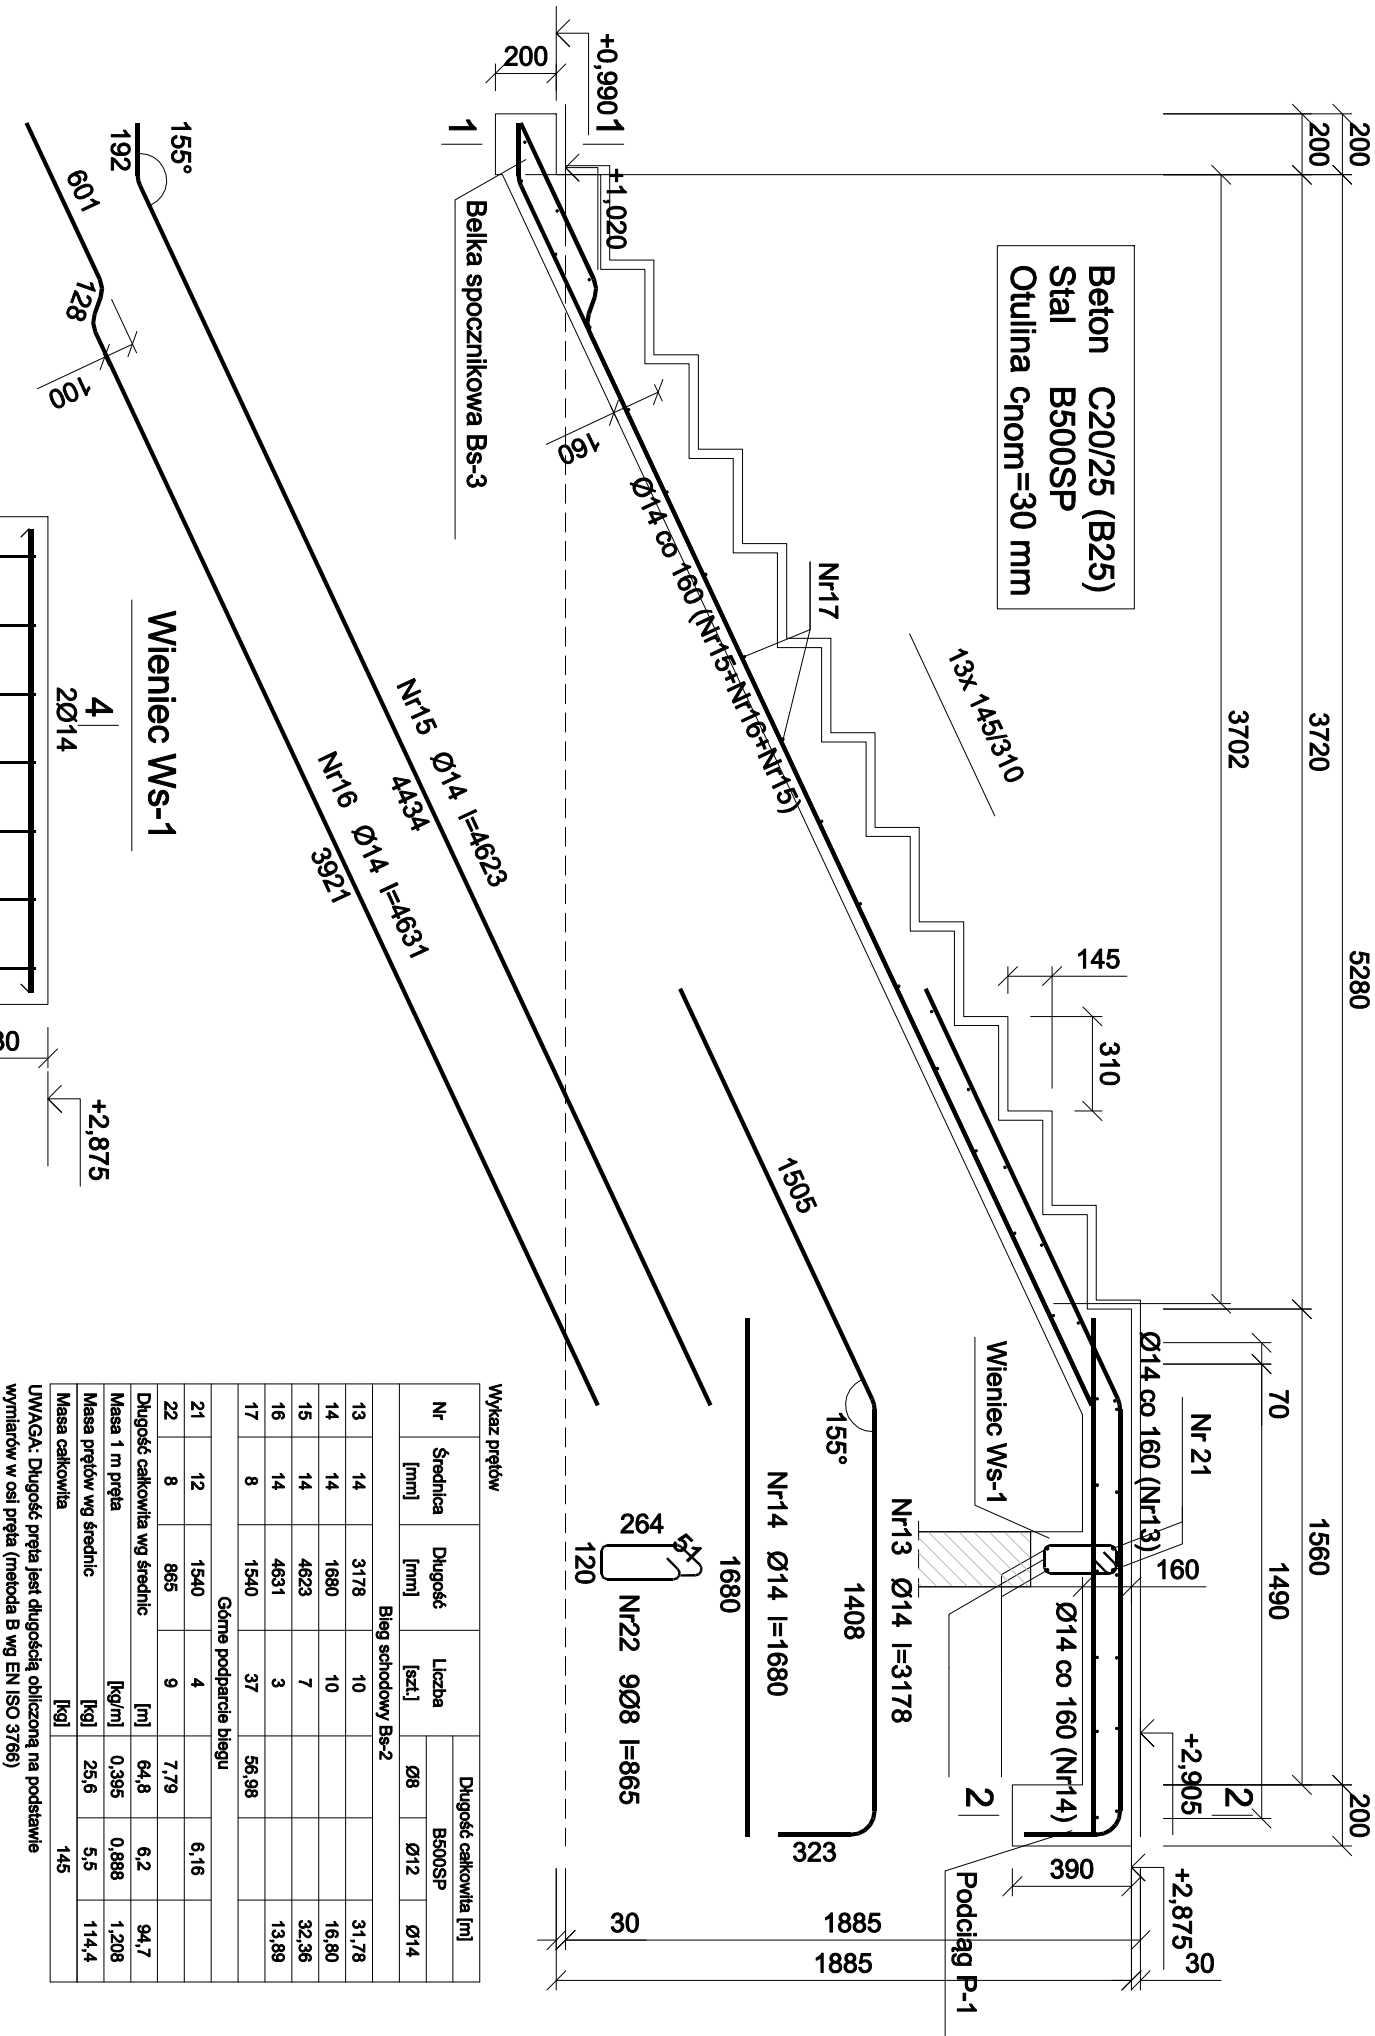 200
5280
200
200
3720
1560
3702
70
1490
Beton C20/25 (B25)
Stal B500SP
Otulina cnom=30 mm
13x 145/310
145
310
Nr 21
Ø14 co 160 (Nr13)
160
+2,905
2
+2,875
30
+0,990
1
+1,020
200
1
Belka spocznikowa Bs-3
160
Ø14 co 160 (Nr15+Nr16+Nr15)
Nr17
Wieniec Ws-1
Ø14 co 160 (Nr14)
2
390
Podciąg P-1
1885
30
1885
155°
192
Nr15 Ø14 l=4623
4434
601
128
100
Nr16 Ø14 l=4631
3921
1505
155°
Nr13 Ø14 l=3178
1408
323
Nr14 Ø14 l=1680
1680
264
51
120
Nr22 9Ø8 l=865
Wieniec Ws-1
4
2Ø14
+2,875
Wykaz prętów
Nr Średnica Długość Liczba Długość całkowita [m]
B500SP
[mm] [mm] [szt.] Ø8 Ø12 Ø14
Bieg schodowy Bs-2
13 14 3178 10 31,78
14 14 1680 10 16,80
15 14 4623 7 32,36
16 14 4631 3 13,89
17 8 1540 37 56,98
Górne podparcie biegu
21 12 1540 4 6,16
22 8 865 9 7,79
Długość całkowita wg średnic [m] 64,8 6,2 94,7
Masa 1 m pręta [kg/m] 0,395 0,888 1,208
Masa prętów wg średnic [kg] 25,6 5,5 114,4
Masa całkowita [kg] 145
UWAGA: Długość pręta jest długością obliczoną na podstawie
wymiarów w osi pręta (metoda B wg EN ISO 3766)